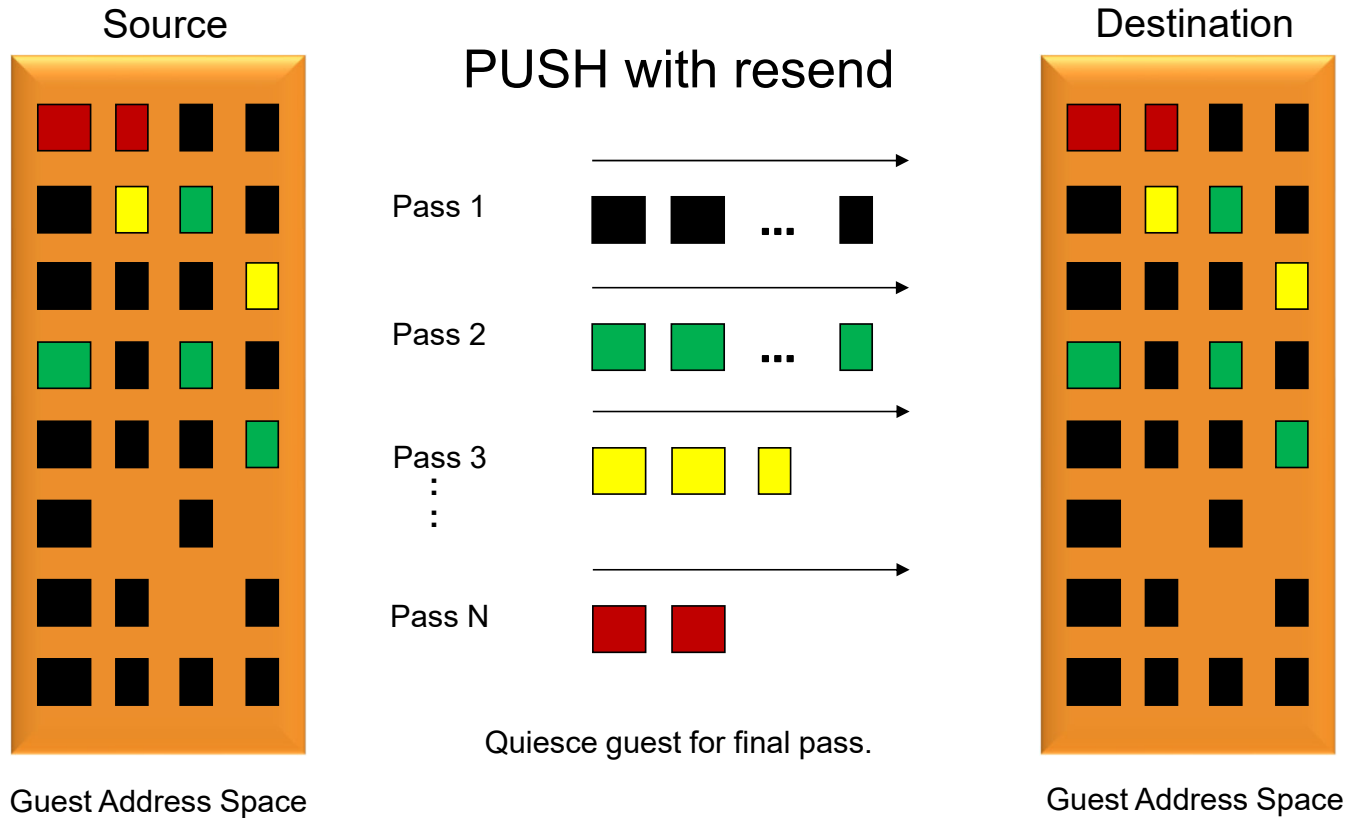 Source
PUSH with resend
Destination
Pass 1
...
Pass 2
...
Pass 3
:
:
Pass N
Quiesce guest for final pass.
Guest Address Space
Guest Address Space